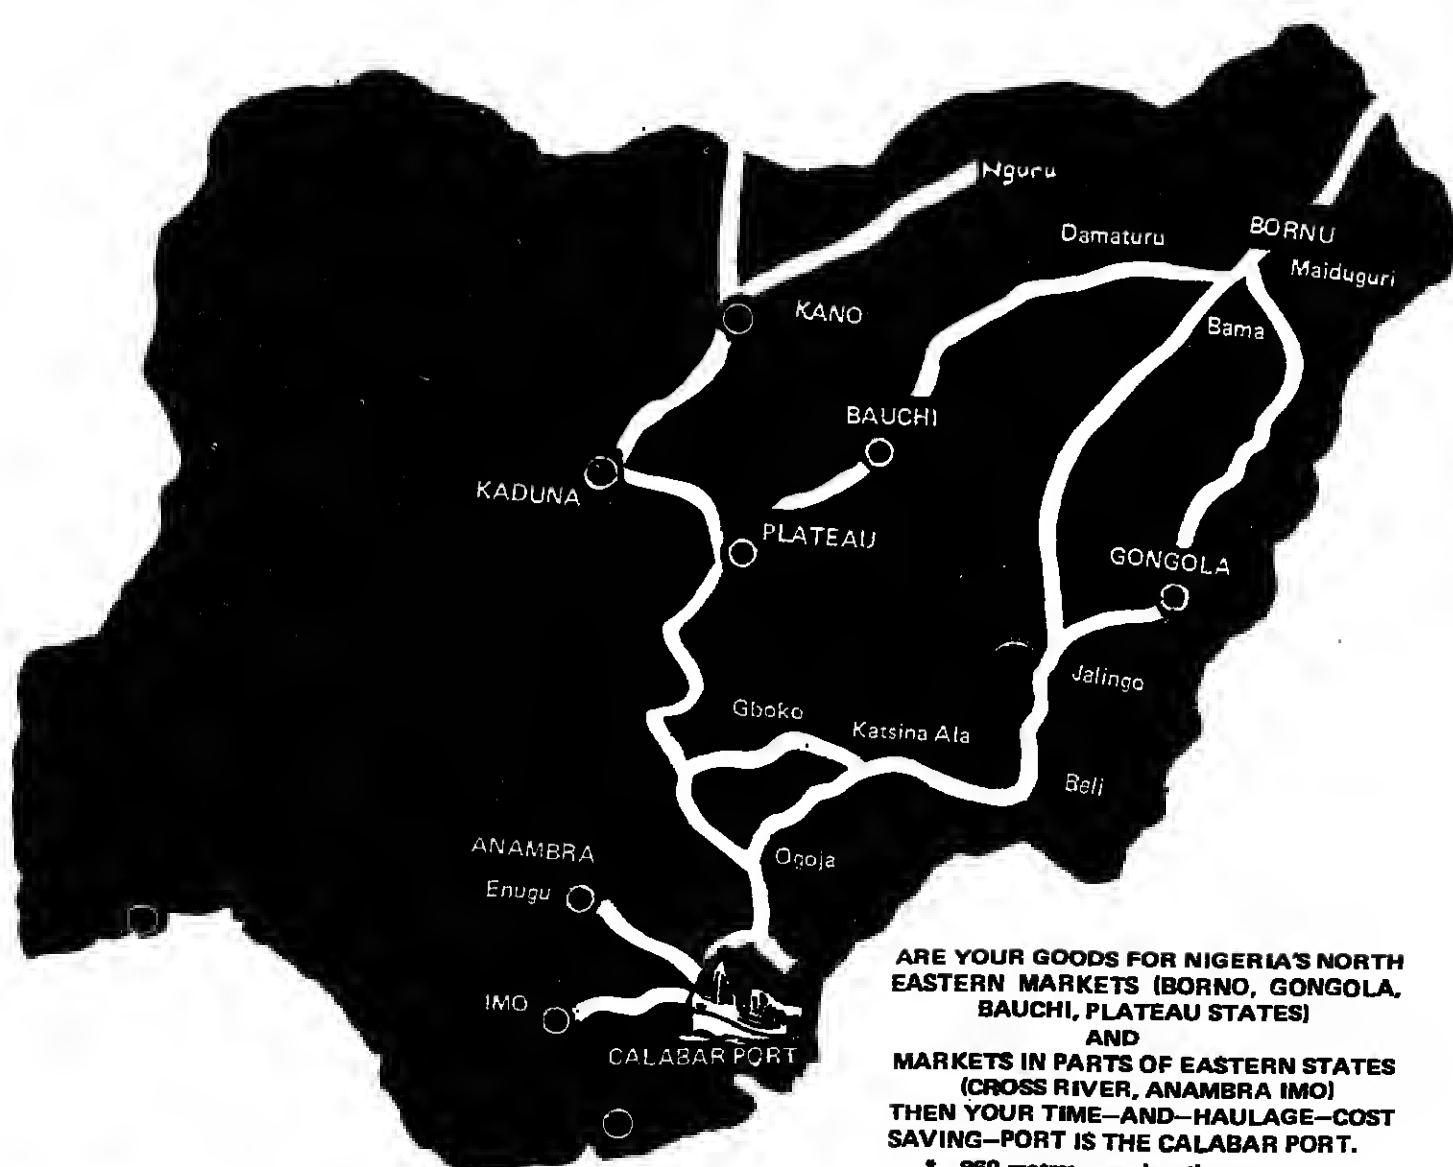 Nguru
Damaturu
BORNU
Maiduguri
KANO
Bama
BAUCHI
KADUNA
PLATEAU
GONGOLA
Jalingo
Gboko
Katsina Ala
Beli
ANAMBRA
Ogoja
Enugu
IMO
CALABAR PORT
ARE YOUR GOODS FOR NIGERIA'S NORTH
EASTERN MARKETS (BORNO, GONGOLA,
BAUCHI, PLATEAU STATES)
AND
MARKETS IN PARTS OF EASTERN STATES
(CROSS RIVER, ANAMBRA IMO)
THEN YOUR TIME—AND—HAULAGE—COST
SAVING—PORT IS THE CALABAR PORT.